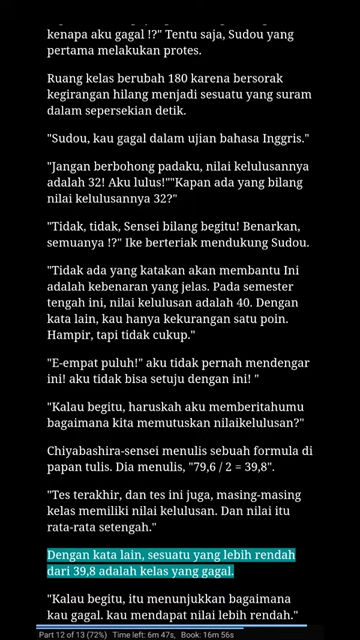 kenapa aku gagal !?" Tentu saja, Sudou yang
pertama melakukan protes.
Ruang kelas berubah 180 karena bersorak
kegirangan hilang menjadi sesuatu yang suram
dalam sepersekian detik.
"Sudou, kau gagal dalam ujian bahasa Inggris."
"Jangan berbohong padaku, nilai kelulusannya
adalah 32! Aku lulus!""Kapan ada yang bilang
nilai kelulusannya 32?"
"Tidak, tidak, Sensei bilang begitu! Benarkan,
semuanya !?" Ike berteriak mendukung Sudou.
"Tidak ada yang katakan akan membantu Ini
adalah kebenaran yang jelas. Pada semester
tengah ini, nilai kelulusan adalah 40. Dengan
kata lain, kau hanya kekurangan satu poin.
Hampir, tapi tidak cukup."
"E-empat puluh!" aku tidak pernah mendengar
ini! aku tidak bisa setuju dengan ini! "
"Kalau begitu, haruskah aku memberitahumu
bagaimana kita memutuskan nilaikelulusan?"
Chiyabashira-sensei menulis sebuah formula di
papan tulis. Dia menulis, "79,6 / 2 = 39,8".
"Tes terakhir, dan tes ini juga, masing-masing
kelas memiliki nilai kelulusan. Dan nilai itu
rata-rata setengah."
Dengan kata lain, sesuatu yang lebih rendah
dari 39,8 adalah kelas yang gagal.
"Kalau begitu, itu menunjukkan bagaimana
kau gagal. kau mendapat nilai lebih rendah."
Part 12 of 13 (72%) Time left: 6m 47s, Book: 16m 56s